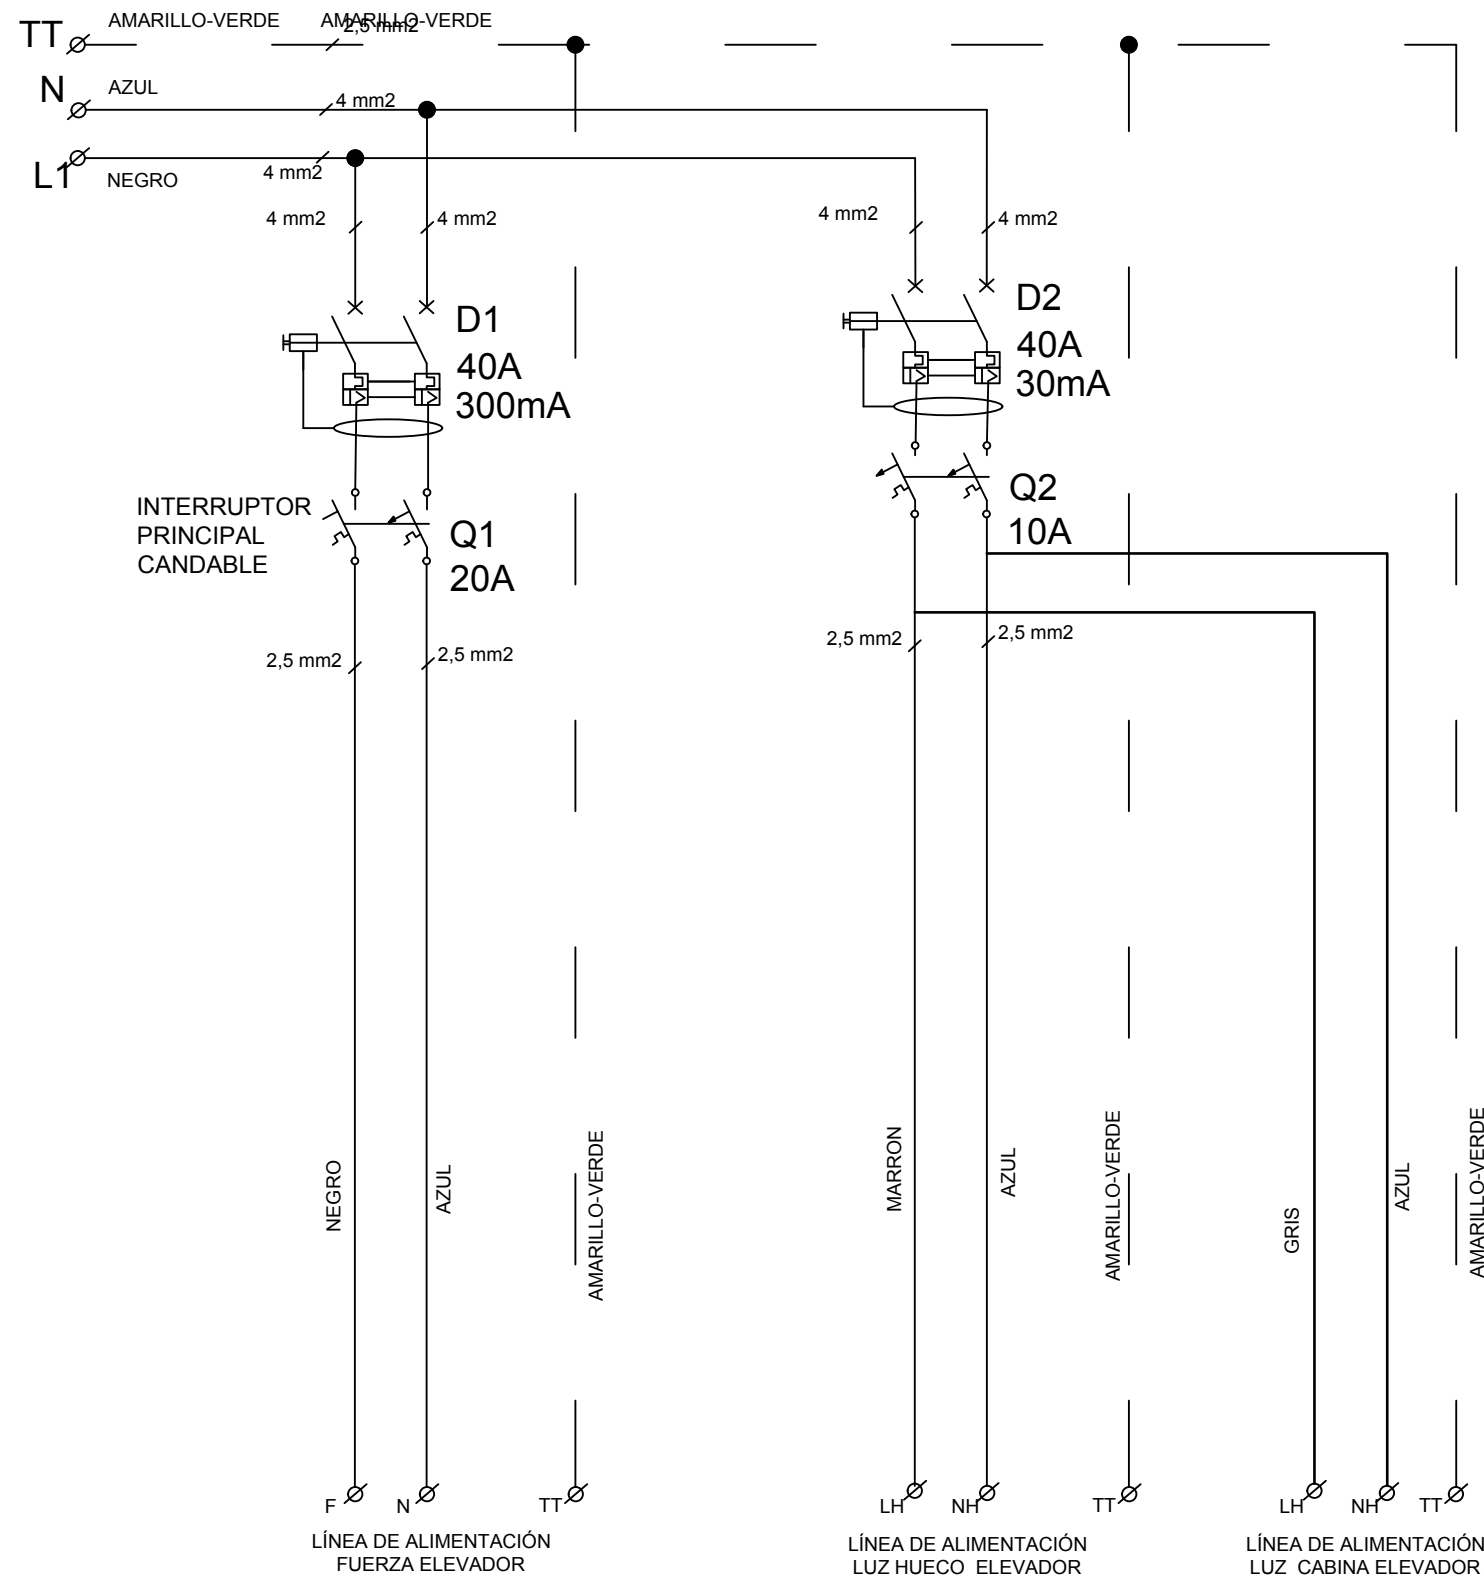 TT
AMARILLO-VERDE
AMARILLO-VERDE
2,5 mm2
N
AZUL
4 mm2
L1
NEGRO
4 mm2
4 mm2
4 mm2
4 mm2
4 mm2
D1
40A
300mA
D2
40A
30mA
INTERRUPTOR
PRINCIPAL
CANDABLE
Q1
20A
Q2
10A
2,5 mm2
2,5 mm2
2,5 mm2
2,5 mm2
NEGRO
AZUL
AMARILLO-VERDE
MARRON
AZUL
AMARILLO-VERDE
GRIS
AZUL
AMARILLO-VERDE
F
N
TT
LÍNEA DE ALIMENTACIÓN
FUERZA ELEVADOR
LH
NH
TT
LÍNEA DE ALIMENTACIÓN
LUZ HUECO ELEVADOR
LH
NH
TT
LÍNEA DE ALIMENTACIÓN
LUZ CABINA ELEVADOR